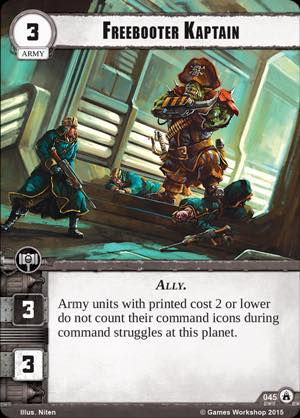 3
ARMY
FREEBOOTER KAPTAIN
ALLY.
3
Army units with printed cost 2 or lower
do not count their command icons during
command struggles at this planet.
3
Illus. Niten
© Games Workshop 2015
045